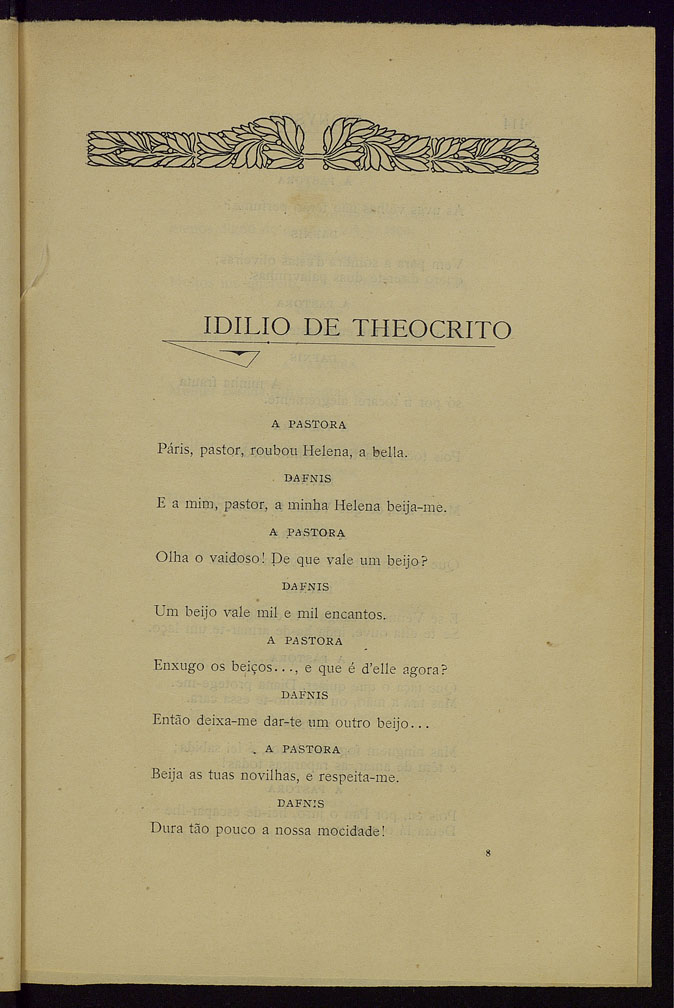 IDILIO DE THEOCRITO
A PASTORA
Páris, pastor, roubou Helena, a bella.
DAFNIS
E a mim, pastor, a minha Helena beija-me.
A PASTORA
Olha o vaidoso! De que vale um beijo?
DAFNIS
Um beijo vale mil e mil encantos.
A PASTORA
Enxugo os beiços..., e que é d'elle agora?
DAFNIS
Então deixa-me dar-te um outro beijo...
A PASTORA
Beija as tuas novilhas, e respeita-me.
DAFNIS
Dura tão pouco a nossa mocidade!
8